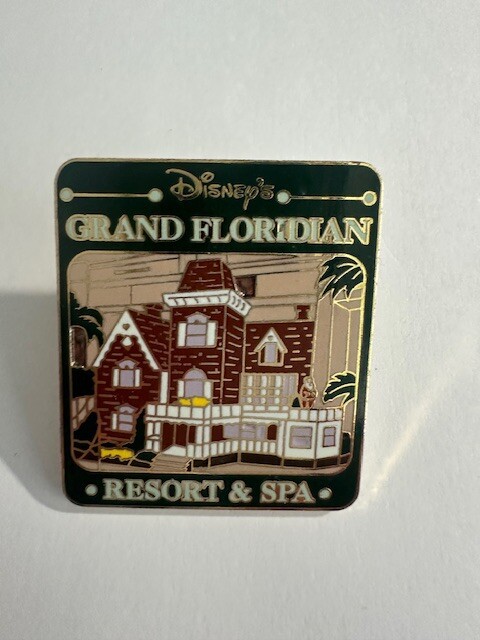 Disney's
GRAND FLORIDIAN
• RESORT & SPA •